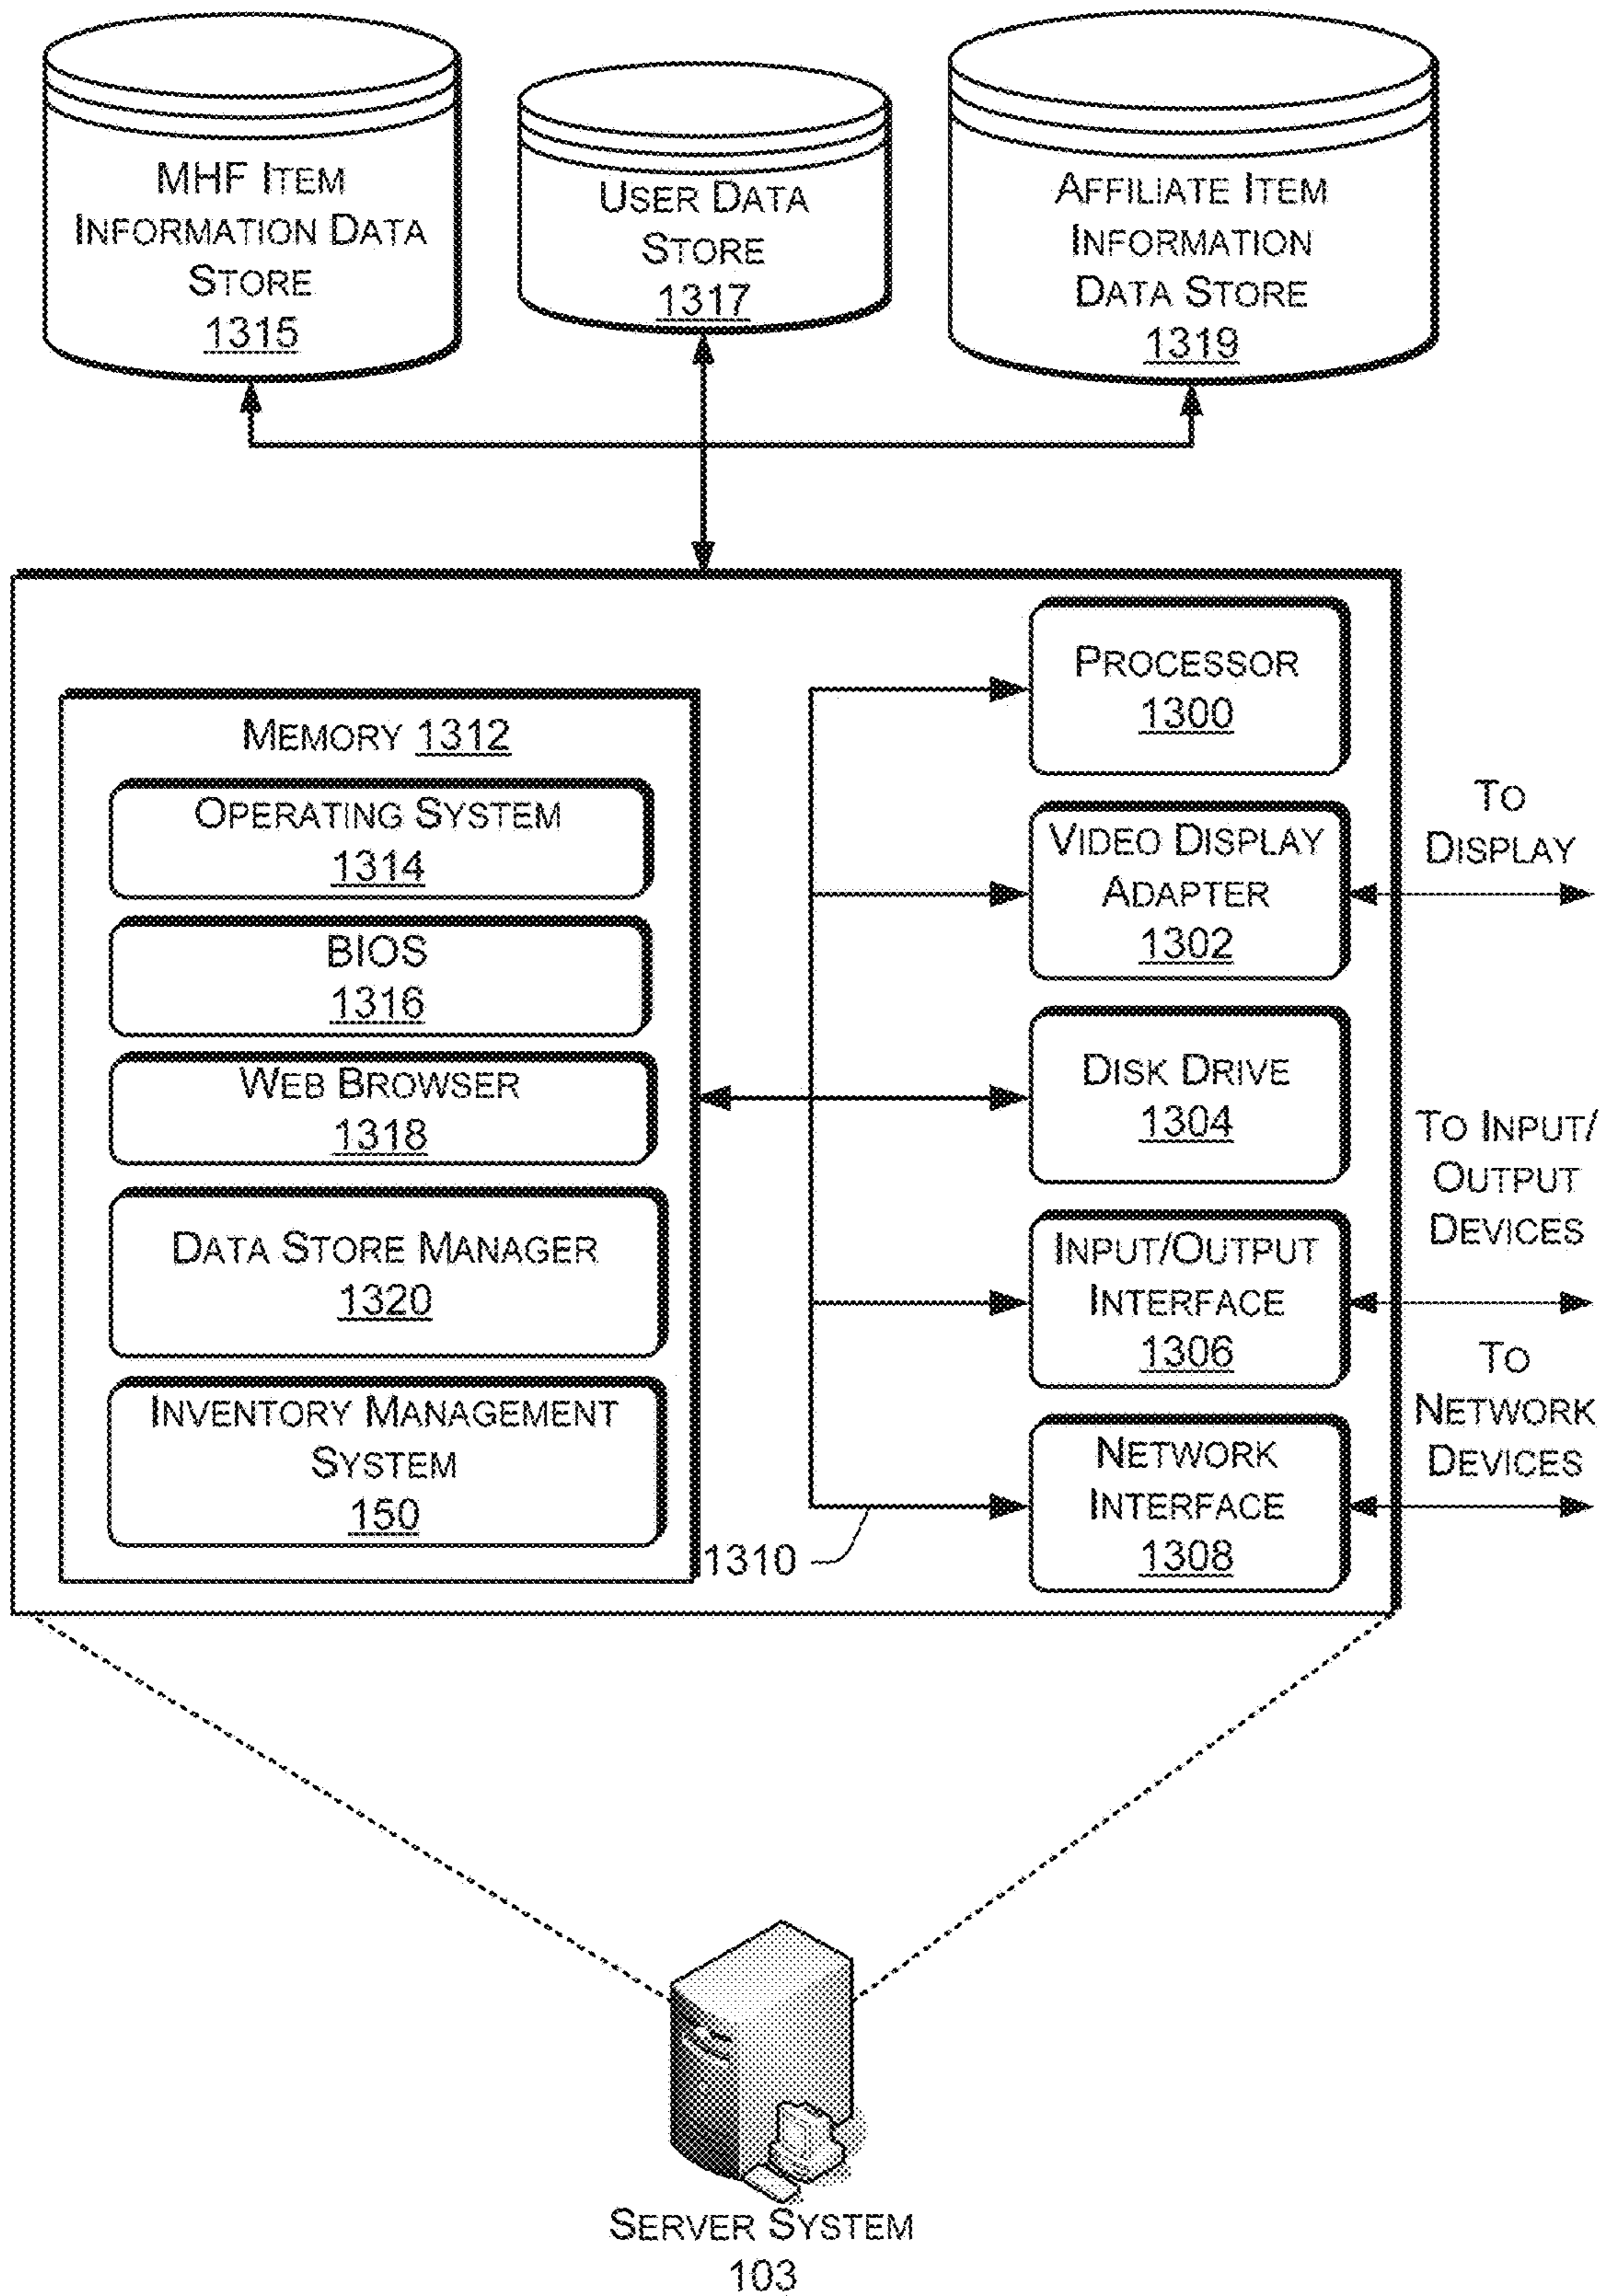 MHF ITEM
INFORMATION DATA
STORE
1315
USER DATA
STORE
1317
AFFILIATE ITEM
INFORMATION
DATA STORE
1319
MEMORY 1312
OPERATING SYSTEM
1314
BIOS
1316
WEB BROWSER
1318
DATA STORE MANAGER
1320
INVENTORY MANAGEMENT
SYSTEM
150
PROCESSOR
1300
VIDEO DISPLAY
ADAPTER
1302
DISK DRIVE
1304
INPUT/OUTPUT
INTERFACE
1306
NETWORK
INTERFACE
1308
1310
TO
DISPLAY
TO INPUT/
OUTPUT
DEVICES
TO
NETWORK
DEVICES
SERVER SYSTEM
103